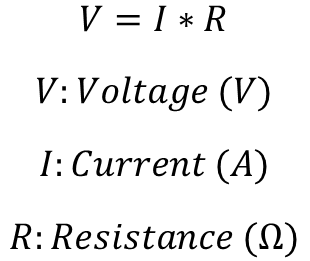 V = I * R
V: Voltage (V)
I: Current (A)
R: Resistance (Ω)